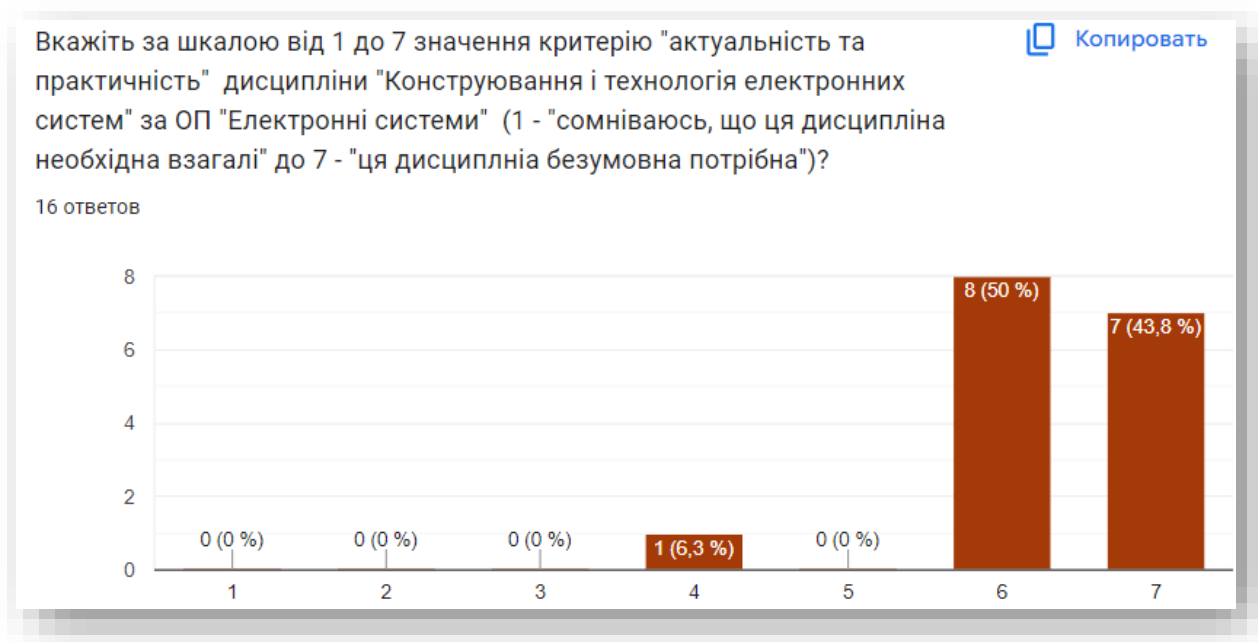 Вкажіть за шкалою від 1 до 7 значення критерію "актуальність та
Копировать
практичність"  дисципліни "Конструювання і технологія електронних
систем" за ОП "Електронні системи"  (1 - "сомніваюсь, що ця дисципліна
необхідна взагалі" до 7 - "ця дисциплніа безумовна потрібна")?
16 ответов
8
6
4
2
0
0 (0 %)
0 (0 %)
0 (0 %)
1 (6,3 %)
0 (0 %)
8 (50 %)
7 (43,8 %)
1 2 3 4 5 6 7